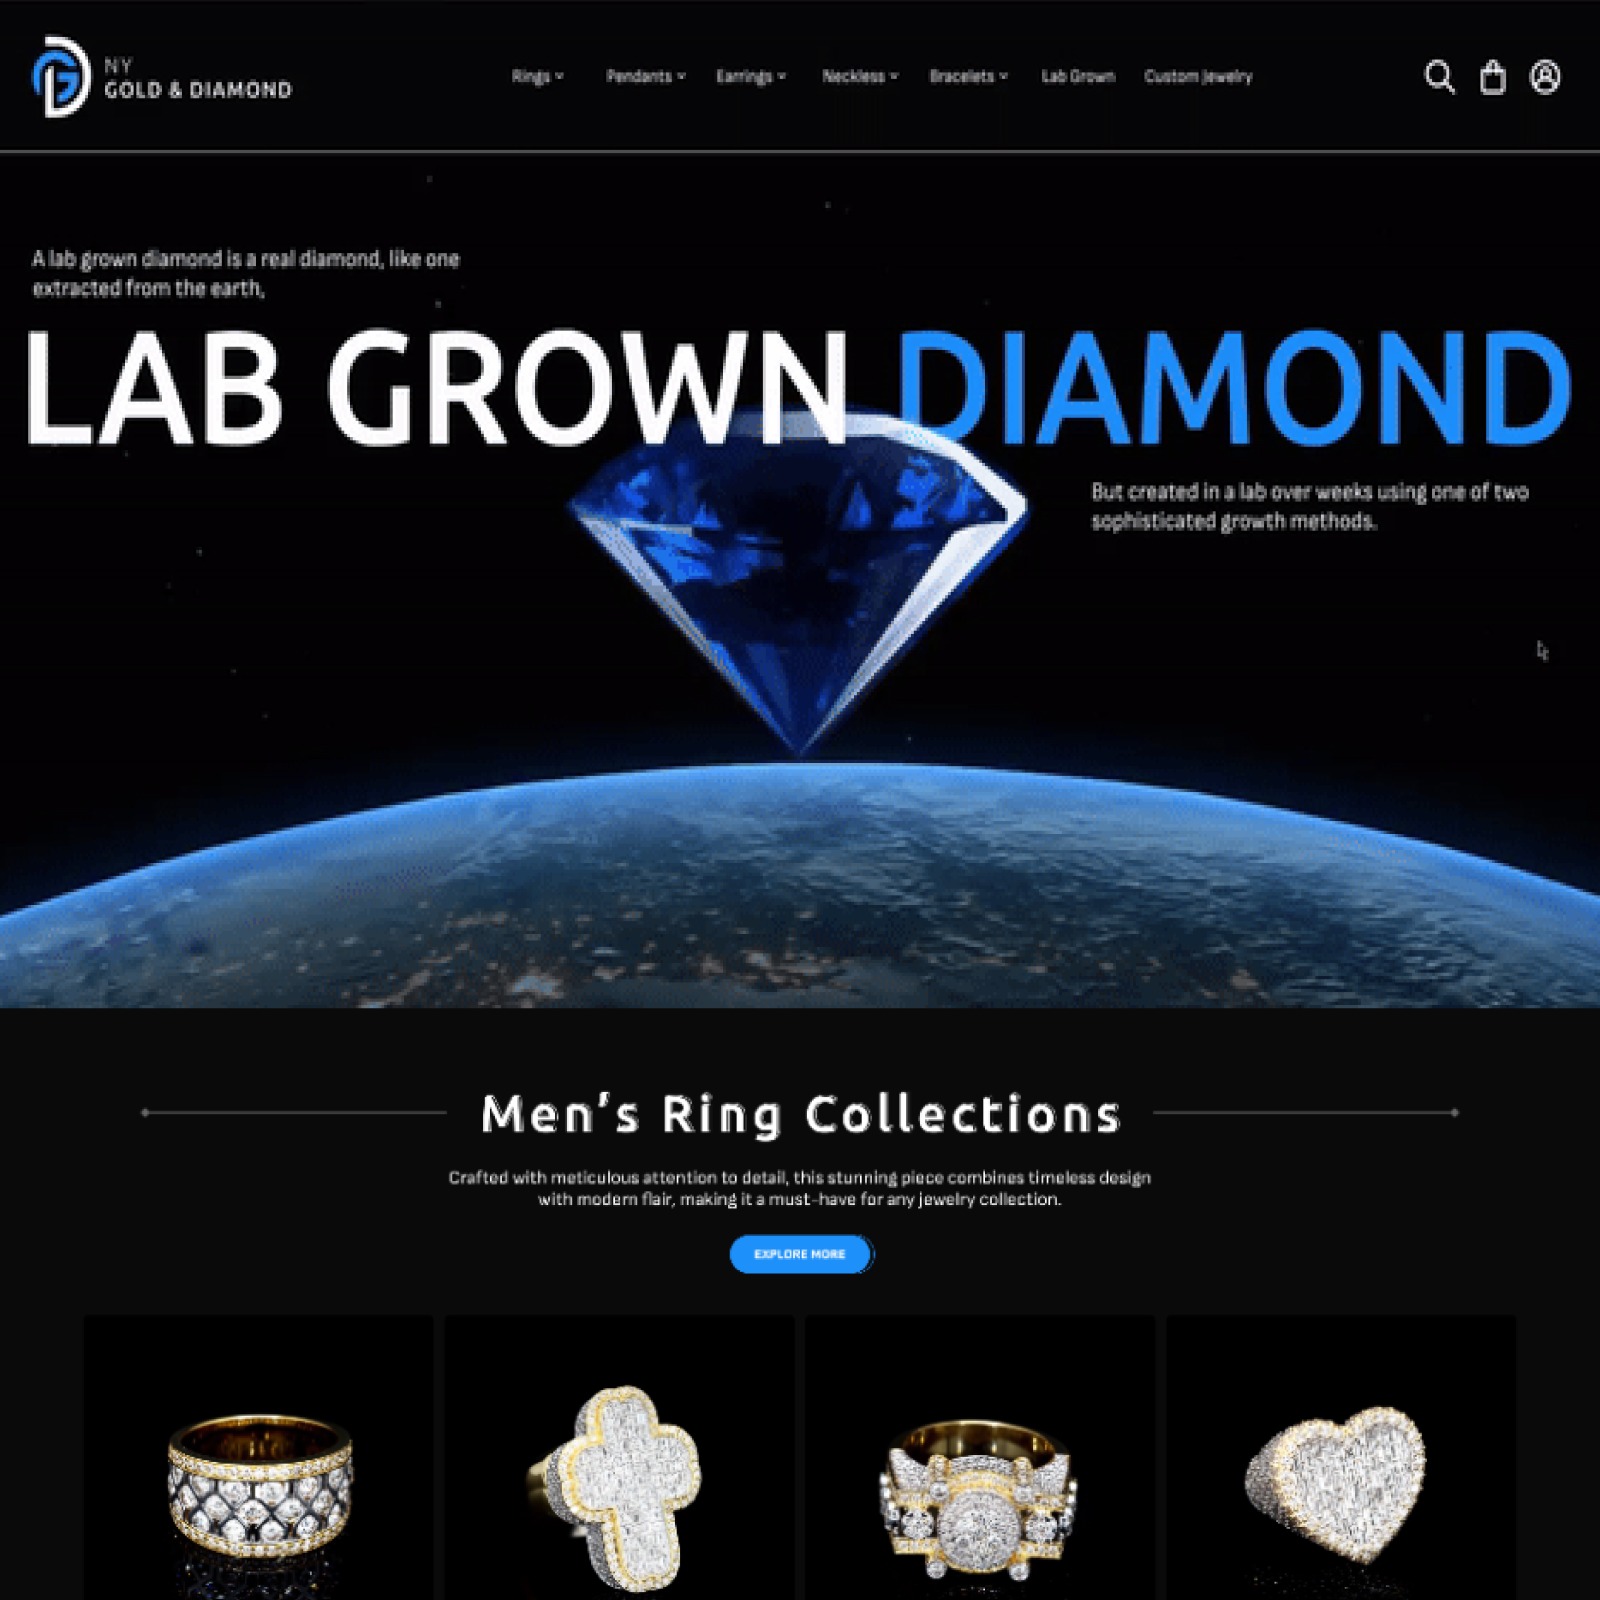 NY
GOLD & DIAMOND
Rings Pendants Earrings Neckless Bracelets Lab Grown Custom Jewelry
A lab grown diamond is a real diamond, like one
extracted from the earth,
LAB GROWN DIAMOND
But created in a lab over weeks using one of two
sophisticated growth methods.
Men's Ring Collections
Crafted with meticulous attention to detail, this stunning piece combines timeless design
with modern flair, making it a must-have for any jewelry collection.
EXPLORE MORE